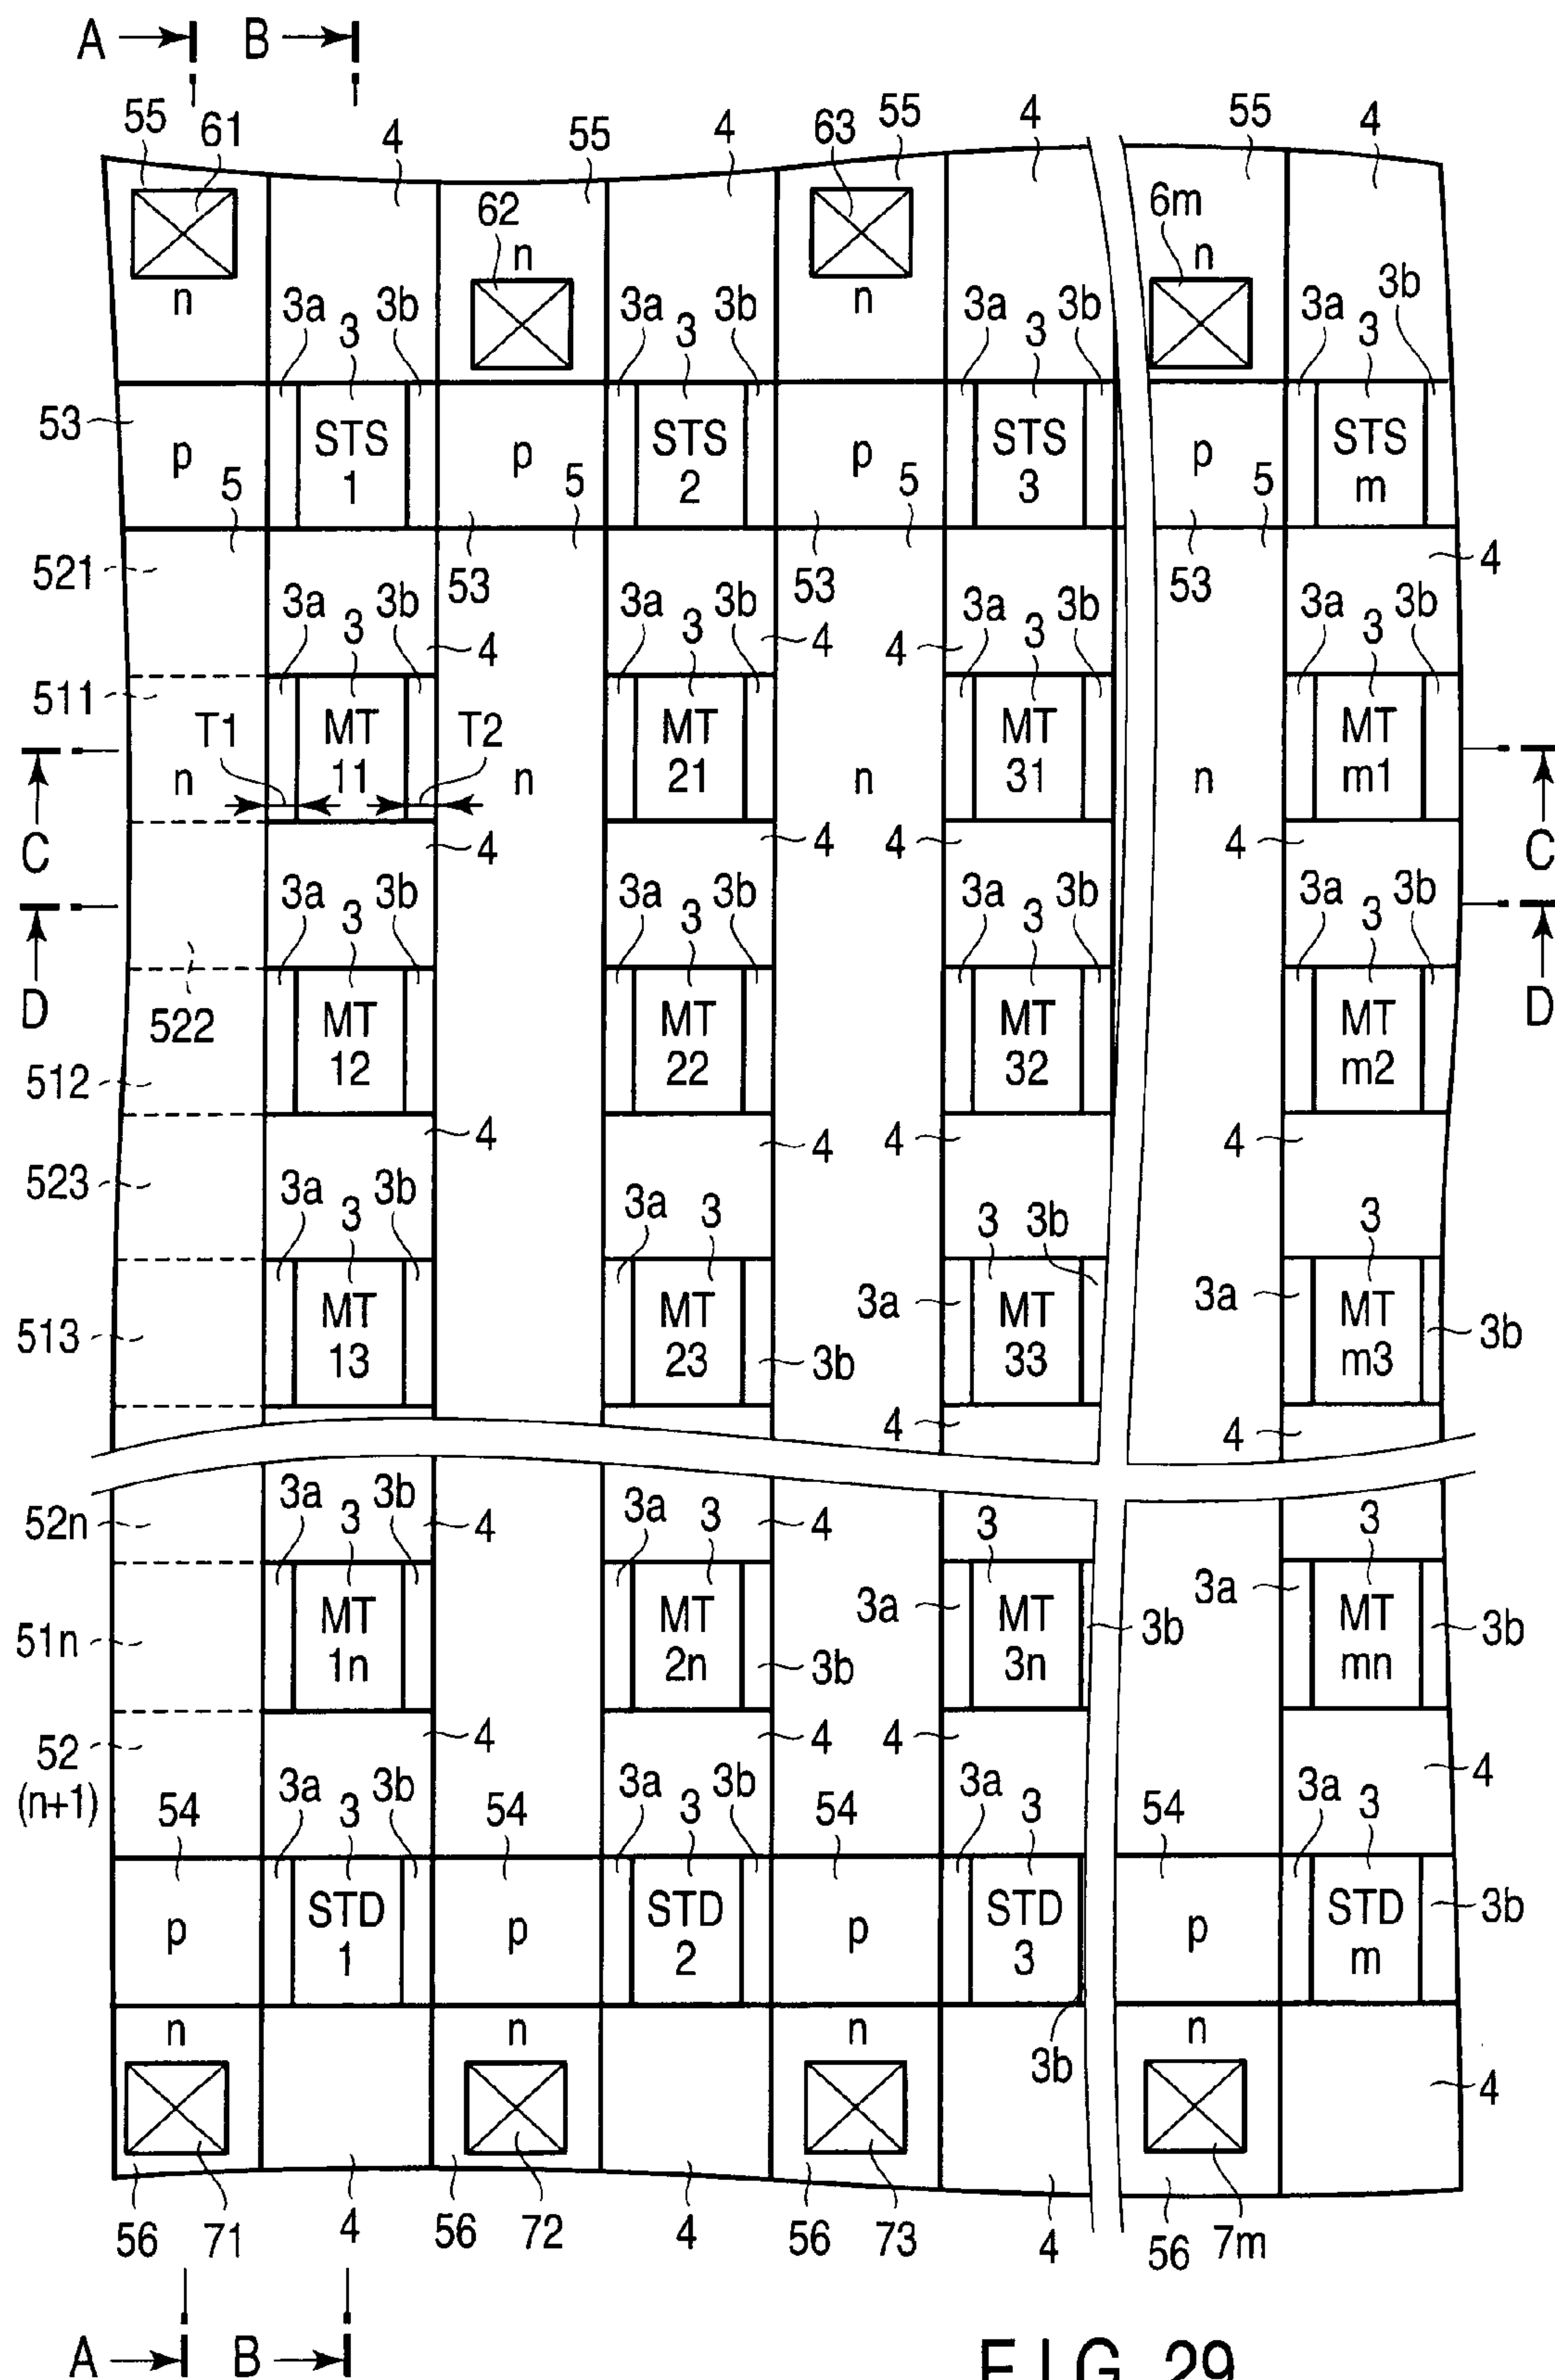 A B
55 61 4 55 4 63 55 4 55 4
62 n 6m n
n 3a 3 3b 3a 3 3b n 3a 3 3b 3a 3 3b
53 p 5 STS 1 p 5 STS 2 p 5 STS 3 p 5 STS m
521 53 53 53 4
3a 3 3b 4 3a 3 3b 4 4 3a 3 3b 3a 3 3b
511 T1 MT 11 T2 MT 21 MT 31 MT m1
C n n n n C
4 4 4 4
D 3a 3 3b 3a 3 3b 3a 3 3b 3a 3 3b D
522 MT 12 MT 22 MT 32 MT m2
512
4 4 4 4
523 3a 3 3b 3a 3 3 3b 3
513 MT 13 MT 23 3b 3a MT 33 3a MT m3 3b
4 4
52n 3a 3 3b 4 3a 3 4 3 3
51n MT 1n MT 2n 3b 3a MT 3n 3b 3a MT mn 3b
52 (n+1) 4 4 4 4
54 3a 3 3b 54 3a 3 3b 54 3a 3 54 3a 3
p STD 1 p STD 2 p STD 3 p STD m 3b
n n n 3b n 4
56 71 4 56 72 4 56 73 4 56 7m
A B
FIG. 29